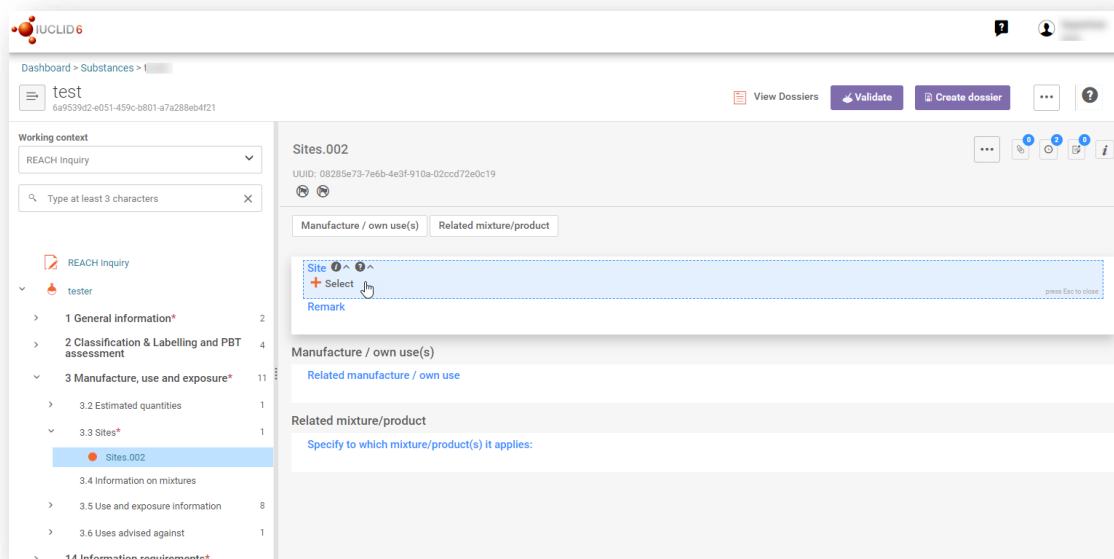 IUCLID 6
Dashboard > Substances >
test
6a9539d2-e051-459c-b801-a7a288eb4f21
View Dossiers
Validate
Create dossier
Working context
REACH Inquiry
Type at least 3 characters
REACH Inquiry
tester
1 General information* 2
2 Classification & Labelling and PBT
assessment 4
3 Manufacture, use and exposure* 11
3.2 Estimated quantities 1
3.3 Sites* 1
Sites.002
3.4 Information on mixtures
3.5 Use and exposure information 8
3.6 Uses advised against 1
14 Information requirements*
Sites.002
0 2 0
UUID: 08285e73-7e6b-4e3f-910a-02ccd72e0c19
Manufacture / own use(s) Related mixture/product
Site
Select
press Esc to close
Remark
Manufacture / own use(s)
Related manufacture / own use
Related mixture/product
Specify to which mixture/product(s) it applies: